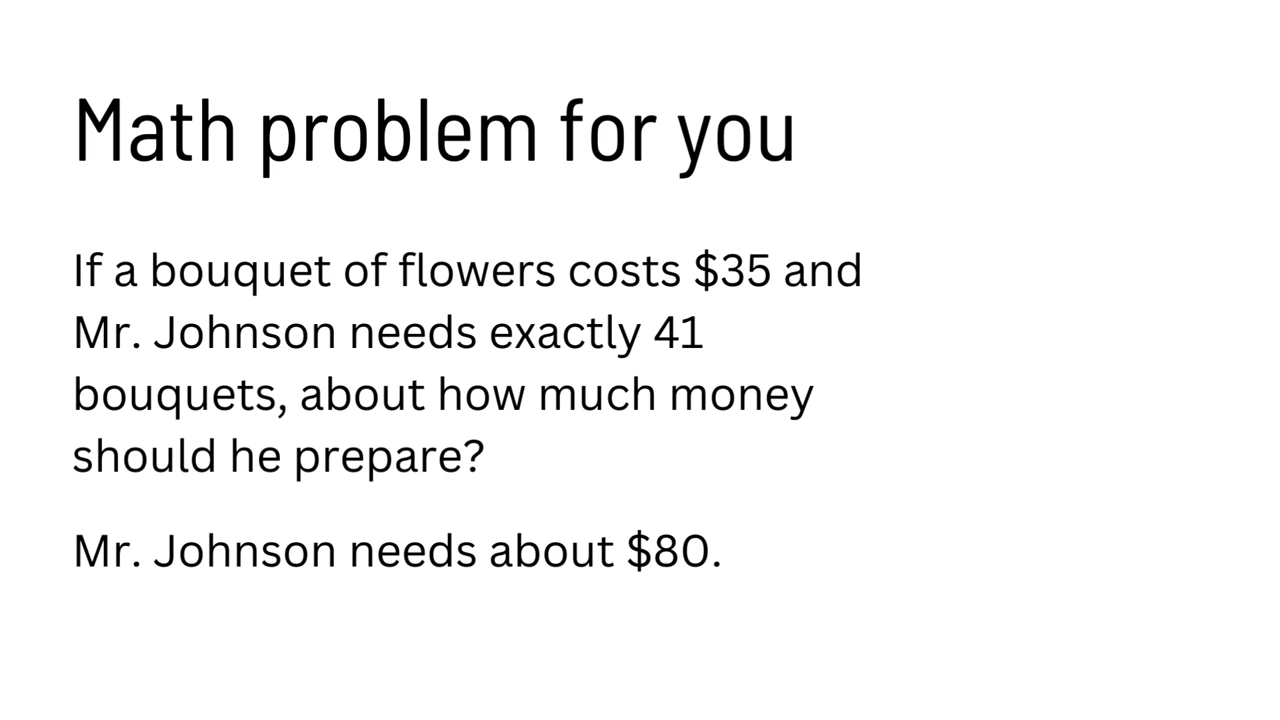 Math problem for you
If a bouquet of flowers costs $35 and
Mr. Johnson needs exactly 41
bouquets, about how much money
should he prepare?
Mr. Johnson needs about $80.